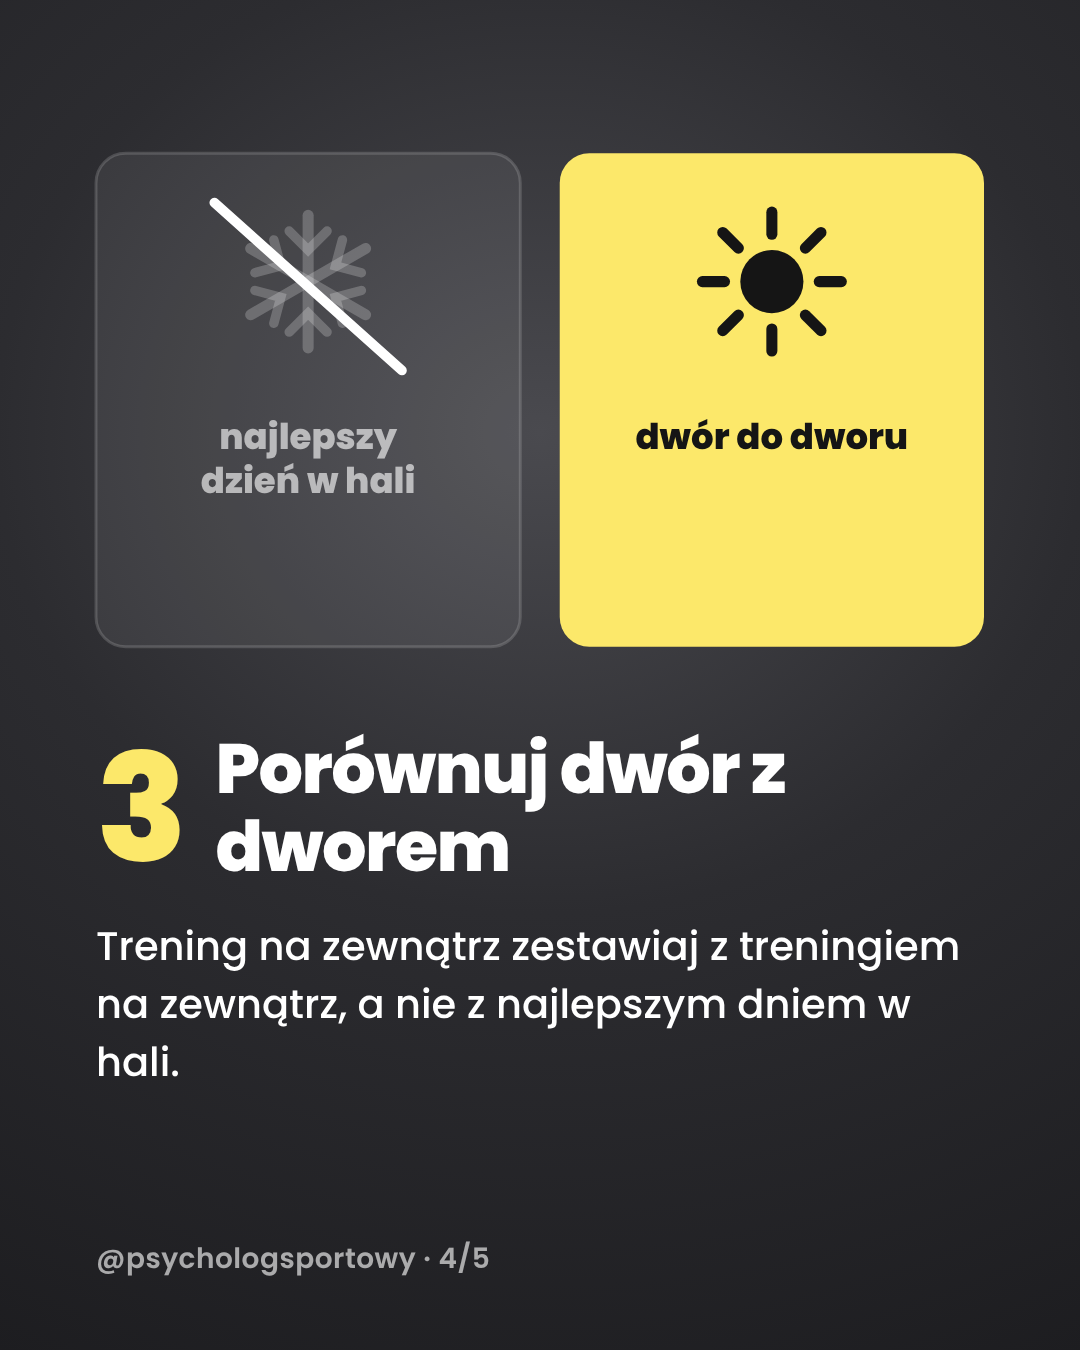 najlepszy
dzień w hali
dwór do dworu
3
Porównuj dwór z
dworem
Trening na zewnątrz zestawiaj z treningiem
na zewnątrz, a nie z najlepszym dniem w
hali.
@psychologsportowy · 4/5